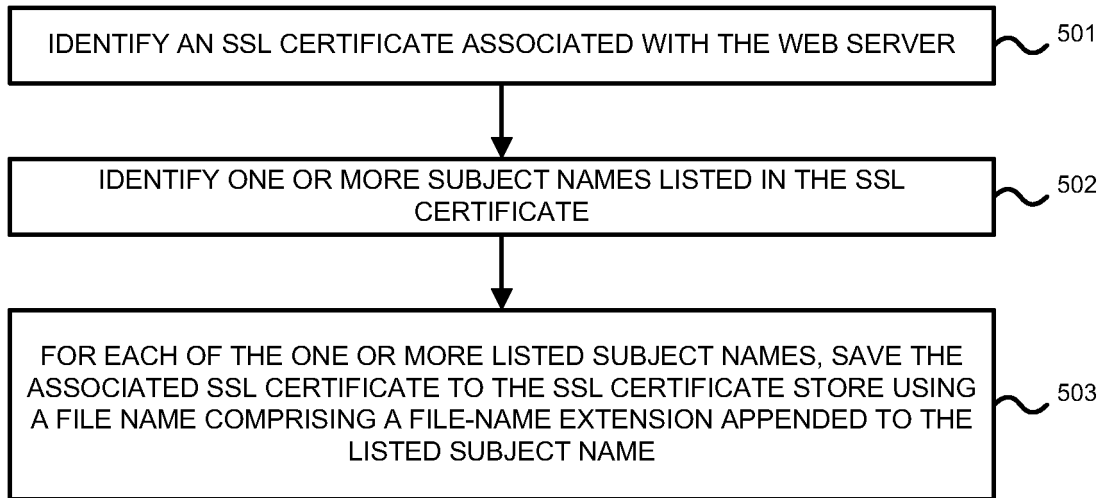 IDENTIFY AN SSL CERTIFICATE ASSOCIATED WITH THE WEB SERVER
501
IDENTIFY ONE OR MORE SUBJECT NAMES LISTED IN THE SSL
CERTIFICATE
502
FOR EACH OF THE ONE OR MORE LISTED SUBJECT NAMES, SAVE THE
ASSOCIATED SSL CERTIFICATE TO THE SSL CERTIFICATE STORE USING
A FILE NAME COMPRISING A FILE-NAME EXTENSION APPENDED TO THE
LISTED SUBJECT NAME
503